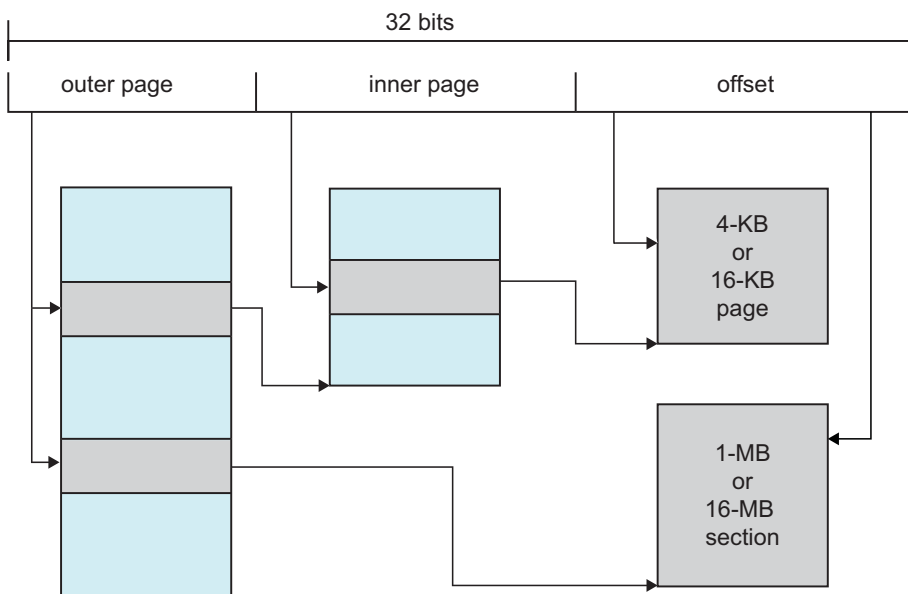 32 bits
outer page
inner page
offset
4-KB
or
16-KB
page
1-MB
or
16-MB
section